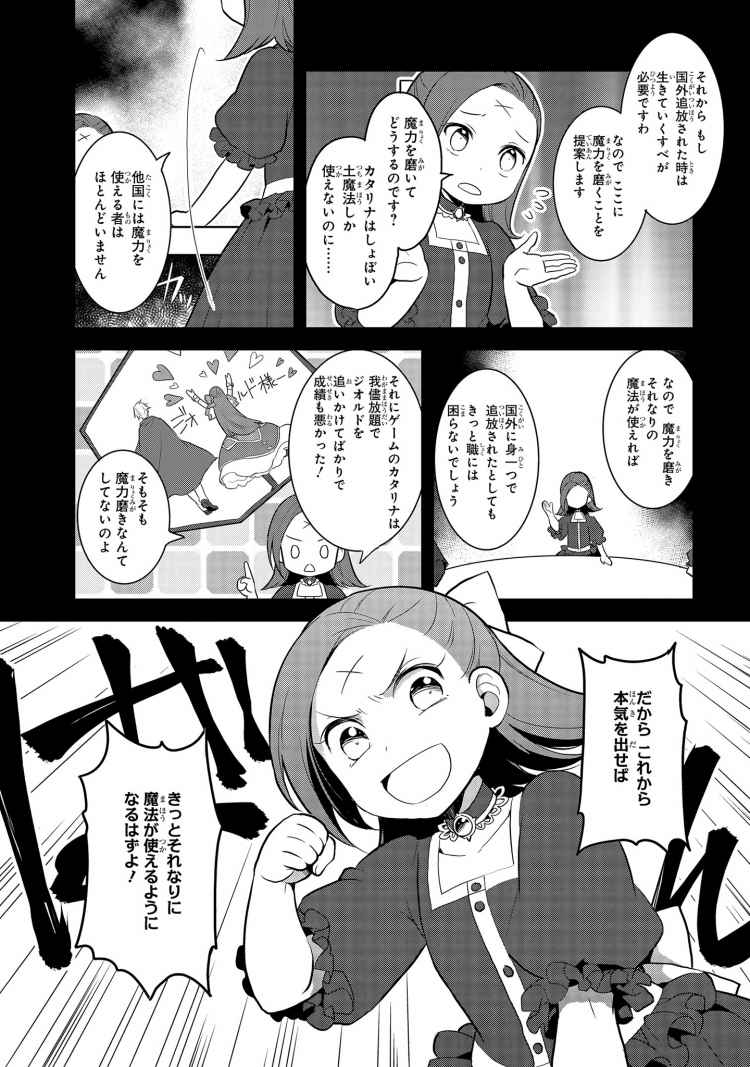 それから もし
国外追放された時は
生きていくすべが
必要ですわ
なので ここに
魔力を磨くことを
提案します
魔力を磨いて
どうするのです?
カタリナはしょぼい
土魔法しか
使えないのに……
他国には魔力を
使える者は
ほとんどいません
なので 魔力を磨き
それなりの
魔法が使えれば
国外に身一つで
追放されたとしても
きっと職には
困らないでしょう
それにゲームのカタリナは
我儘放題で
ジオルドを
追いかけてばかりで
成績も悪かった!
ジオ
ルド様ー
そもそも
魔力磨きなんて
してないのよ
だから これから
本気を出せば
きっとそれなりに
魔法が使えるように
なるはずよ!